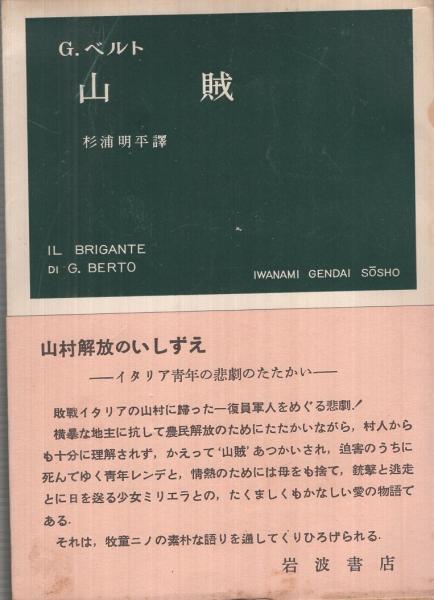 G. ベルト
山 賊
杉浦明平譯
IL BRIGANTE
DI G. BERTO
IWANAMI GENDAI SŌSHO
山村解放のいしずえ
——イタリア青年の悲劇のたたかい——
敗戦イタリアの山村に帰った一復員軍人をめぐる悲劇！
横暴な地主に抗して農民解放のためにたたかいながら，村人から
も十分に理解されず，かえって‘山賊’あつかいされ，迫害のうちに
死んでゆく青年レンデと，情熱のためには母をも捨て，銃撃と逃走
とに日を送る少女ミリエラとの，たくましくもかなしい愛の物語で
ある．
それは，牧童ニノの素朴な語りを通してくりひろげられる．
岩波書店